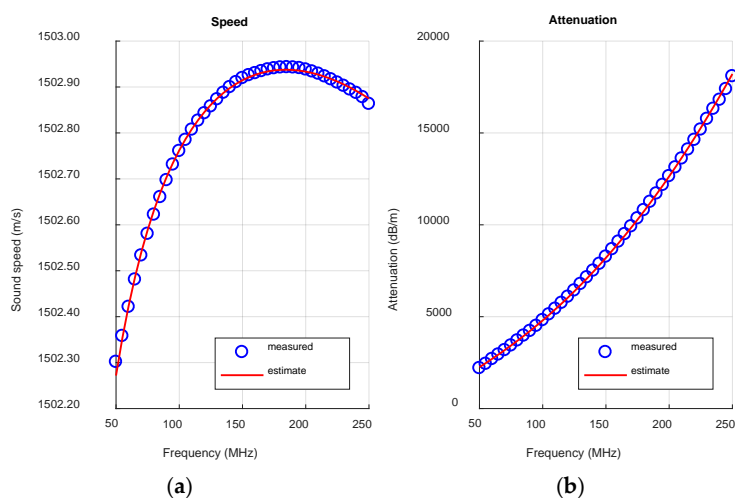 Speed
1503.00
1502.90
1502.80
1502.70
1502.60
1502.50
1502.40
1502.30
1502.20
Sound speed (m/s)
measured
estimate
50 100 150 200 250
Frequency (MHz)
(a)
Attenuation
20000
15000
10000
5000
0
Attenuation (dB/m)
measured
estimate
50 100 150 200 250
Frequency (MHz)
(b)